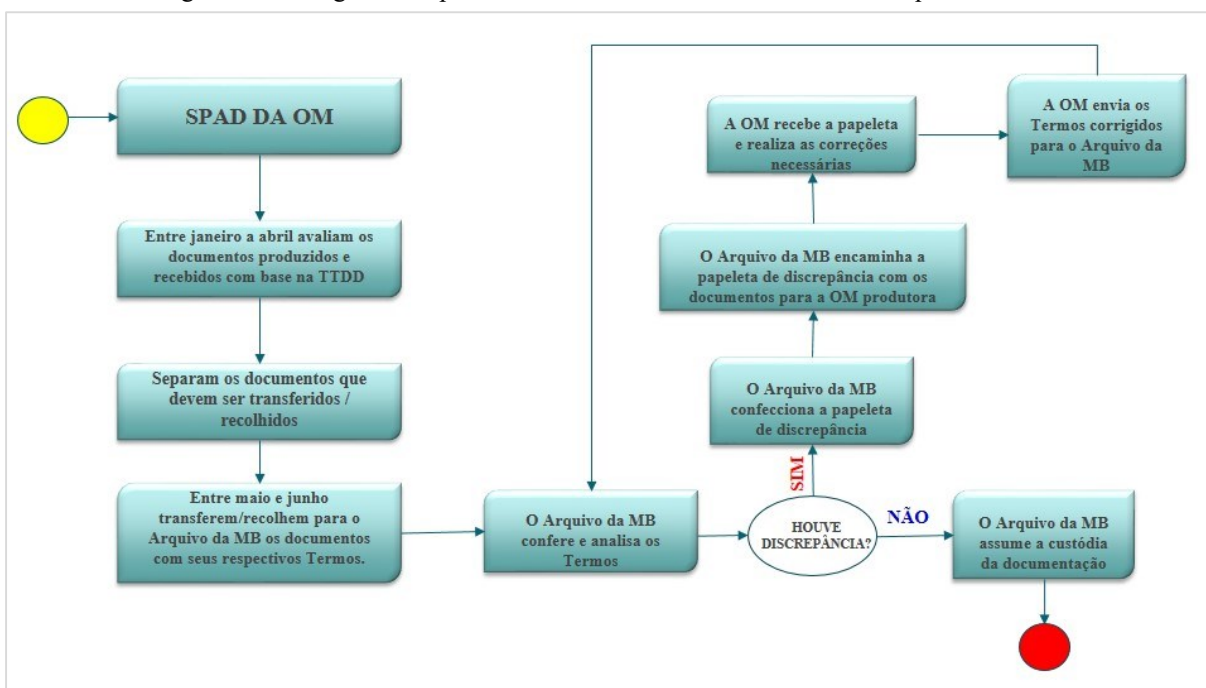 SPAD DA OM
Entre janeiro a abril avaliam os
documentos produzidos e
recebidos com base na TTDD
Separam os documentos que
devem ser transferidos /
recolhidos
Entre maio e junho
transferem/recolhem para o
Arquivo da MB os documentos
com seus respectivos Termos.
O Arquivo da MB
confere e analisa os
Termos
HOUVE
DISCREPÂNCIA?
SIM
O Arquivo da MB
confecciona a papeleta
de discrepância
O Arquivo da MB encaminha a
papeleta de discrepância com os
documentos para a OM produtora
A OM recebe a papeleta
e realiza as correções
necessárias
A OM envia os
Termos corrigidos
para o Arquivo da
MB
NÃO
O Arquivo da MB
assume a custódia
da documentação